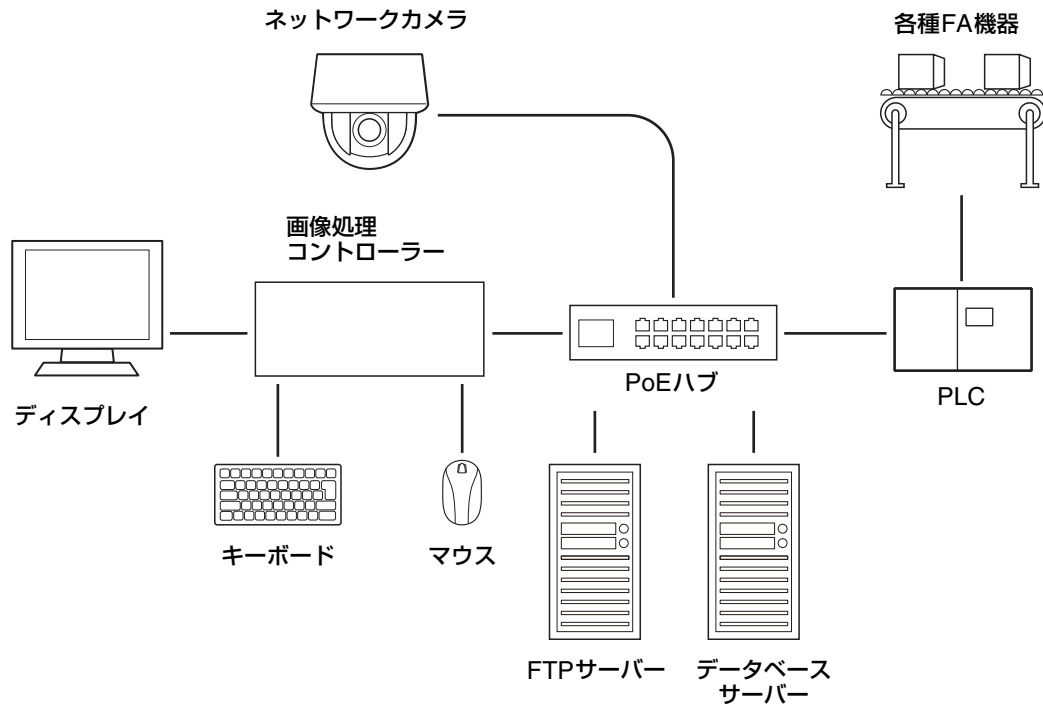 ネットワークカメラ
各種FA機器
画像処理
コントローラー
PoEハブ
PLC
ディスプレイ
キーボード
マウス
FTPサーバー
データベース
サーバー